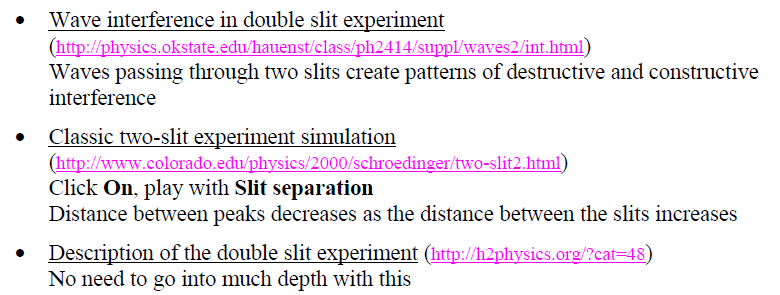 • Wave interference in double slit experiment
(http://physics.okstate.edu/hauenst/class/ph2414/suppl/waves2/int.html)
Waves passing through two slits create patterns of destructive and constructive
interference
• Classic two-slit experiment simulation
(http://www.colorado.edu/physics/2000/schroedinger/two-slit2.html)
Click On, play with Slit separation
Distance between peaks decreases as the distance between the slits increases
• Description of the double slit experiment (http://h2physics.org/?cat=48)
No need to go into much depth with this